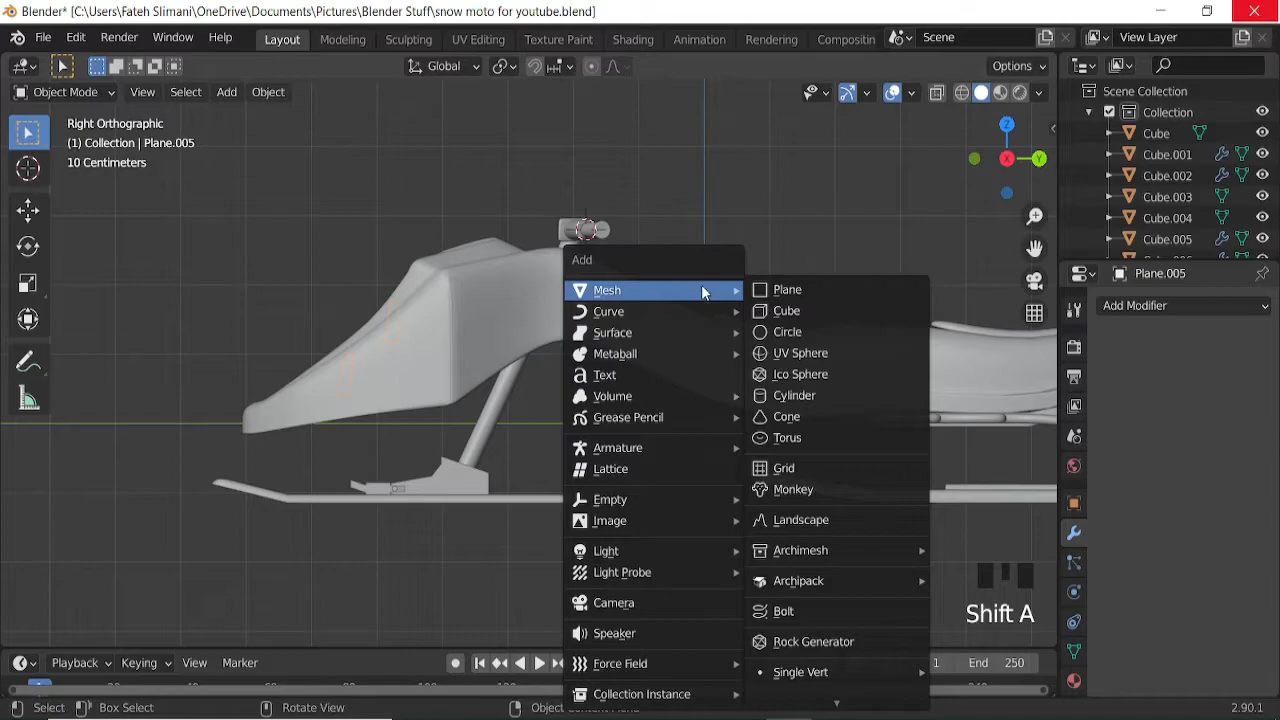 Blender* [C:\Users\Fateh Slimani\OneDrive\Documents\Pictures\Blender Stuff\snow moto for youtube.blend]
File Edit Render Window Help Layout Modeling Sculpting UV Editing Texture Paint Shading Animation Rendering Compositin Scene View Layer
Global Options
Object Mode View Select Add Object
Right Orthographic
(1) Collection | Plane.005
10 Centimeters
Z
X
Y
Add
Mesh
Curve
Surface
Metaball
Text
Volume
Grease Pencil
Armature
Lattice
Empty
Image
Light
Light Probe
Camera
Speaker
Force Field
Collection Instance
Plane
Cube
Circle
UV Sphere
Ico Sphere
Cylinder
Cone
Torus
Grid
Monkey
Landscape
Archimesh
Archipack
Bolt
Rock Generator
Single Vert
Shift A
Scene Collection
Collection
Cube
Cube.001
Cube.002
Cube.003
Cube.004
Cube.005
Plane.005
Add Modifier
Playback Keying View Marker 1 End 250
Select Box Select Rotate View Object 2.90.1